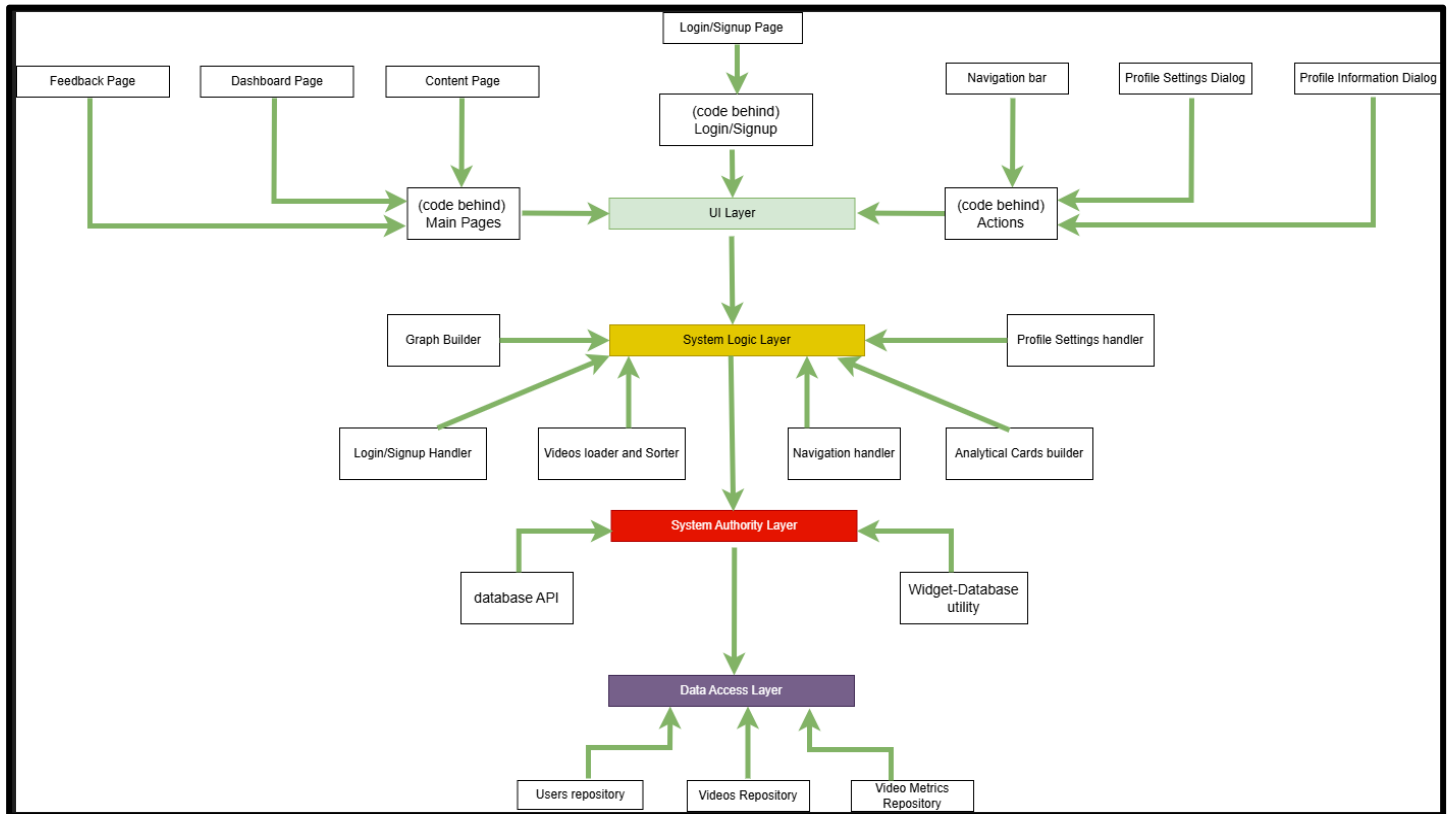 Login/Signup Page
Feedback Page
Dashboard Page
Content Page
Navigation bar
Profile Settings Dialog
Profile Information Dialog
(code behind)
Login/Signup
(code behind)
Main Pages
UI Layer
(code behind)
Actions
Graph Builder
System Logic Layer
Profile Settings handler
Login/Signup Handler
Videos loader and Sorter
Navigation handler
Analytical Cards builder
System Authority Layer
database API
Widget-Database
utility
Data Access Layer
Users repository
Videos Repository
Video Metrics
Repository